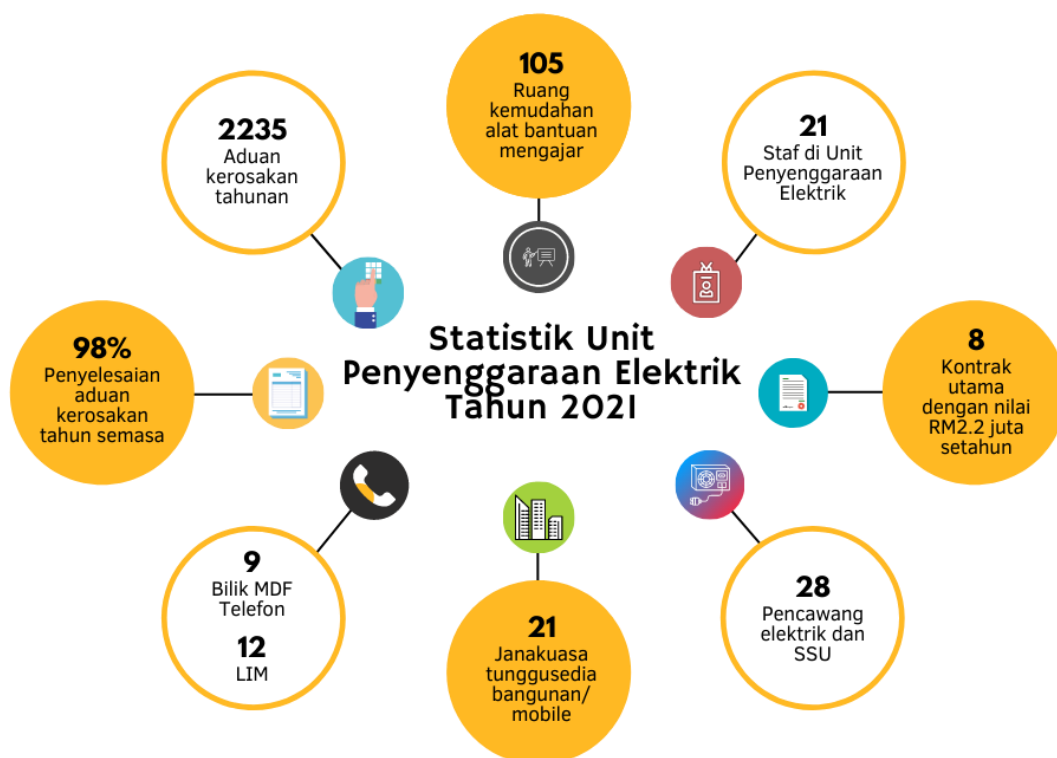 105
Ruang
kemudahan
alat bantuan
mengajar
2235
Aduan
kerosakan
tahunan
21
Staf di Unit
Penyenggaraan
Elektrik
Statistik Unit
Penyenggaraan Elektrik
Tahun 2021
98%
Penyelesaian
aduan
kerosakan
tahun semasa
8
Kontrak
utama
dengan nilai
RM2.2 juta
setahun
9
Bilik MDF
Telefon
12
LIM
21
Janakuasa
tunggusedia
bangunan/
mobile
28
Pencawang
elektrik dan
SSU